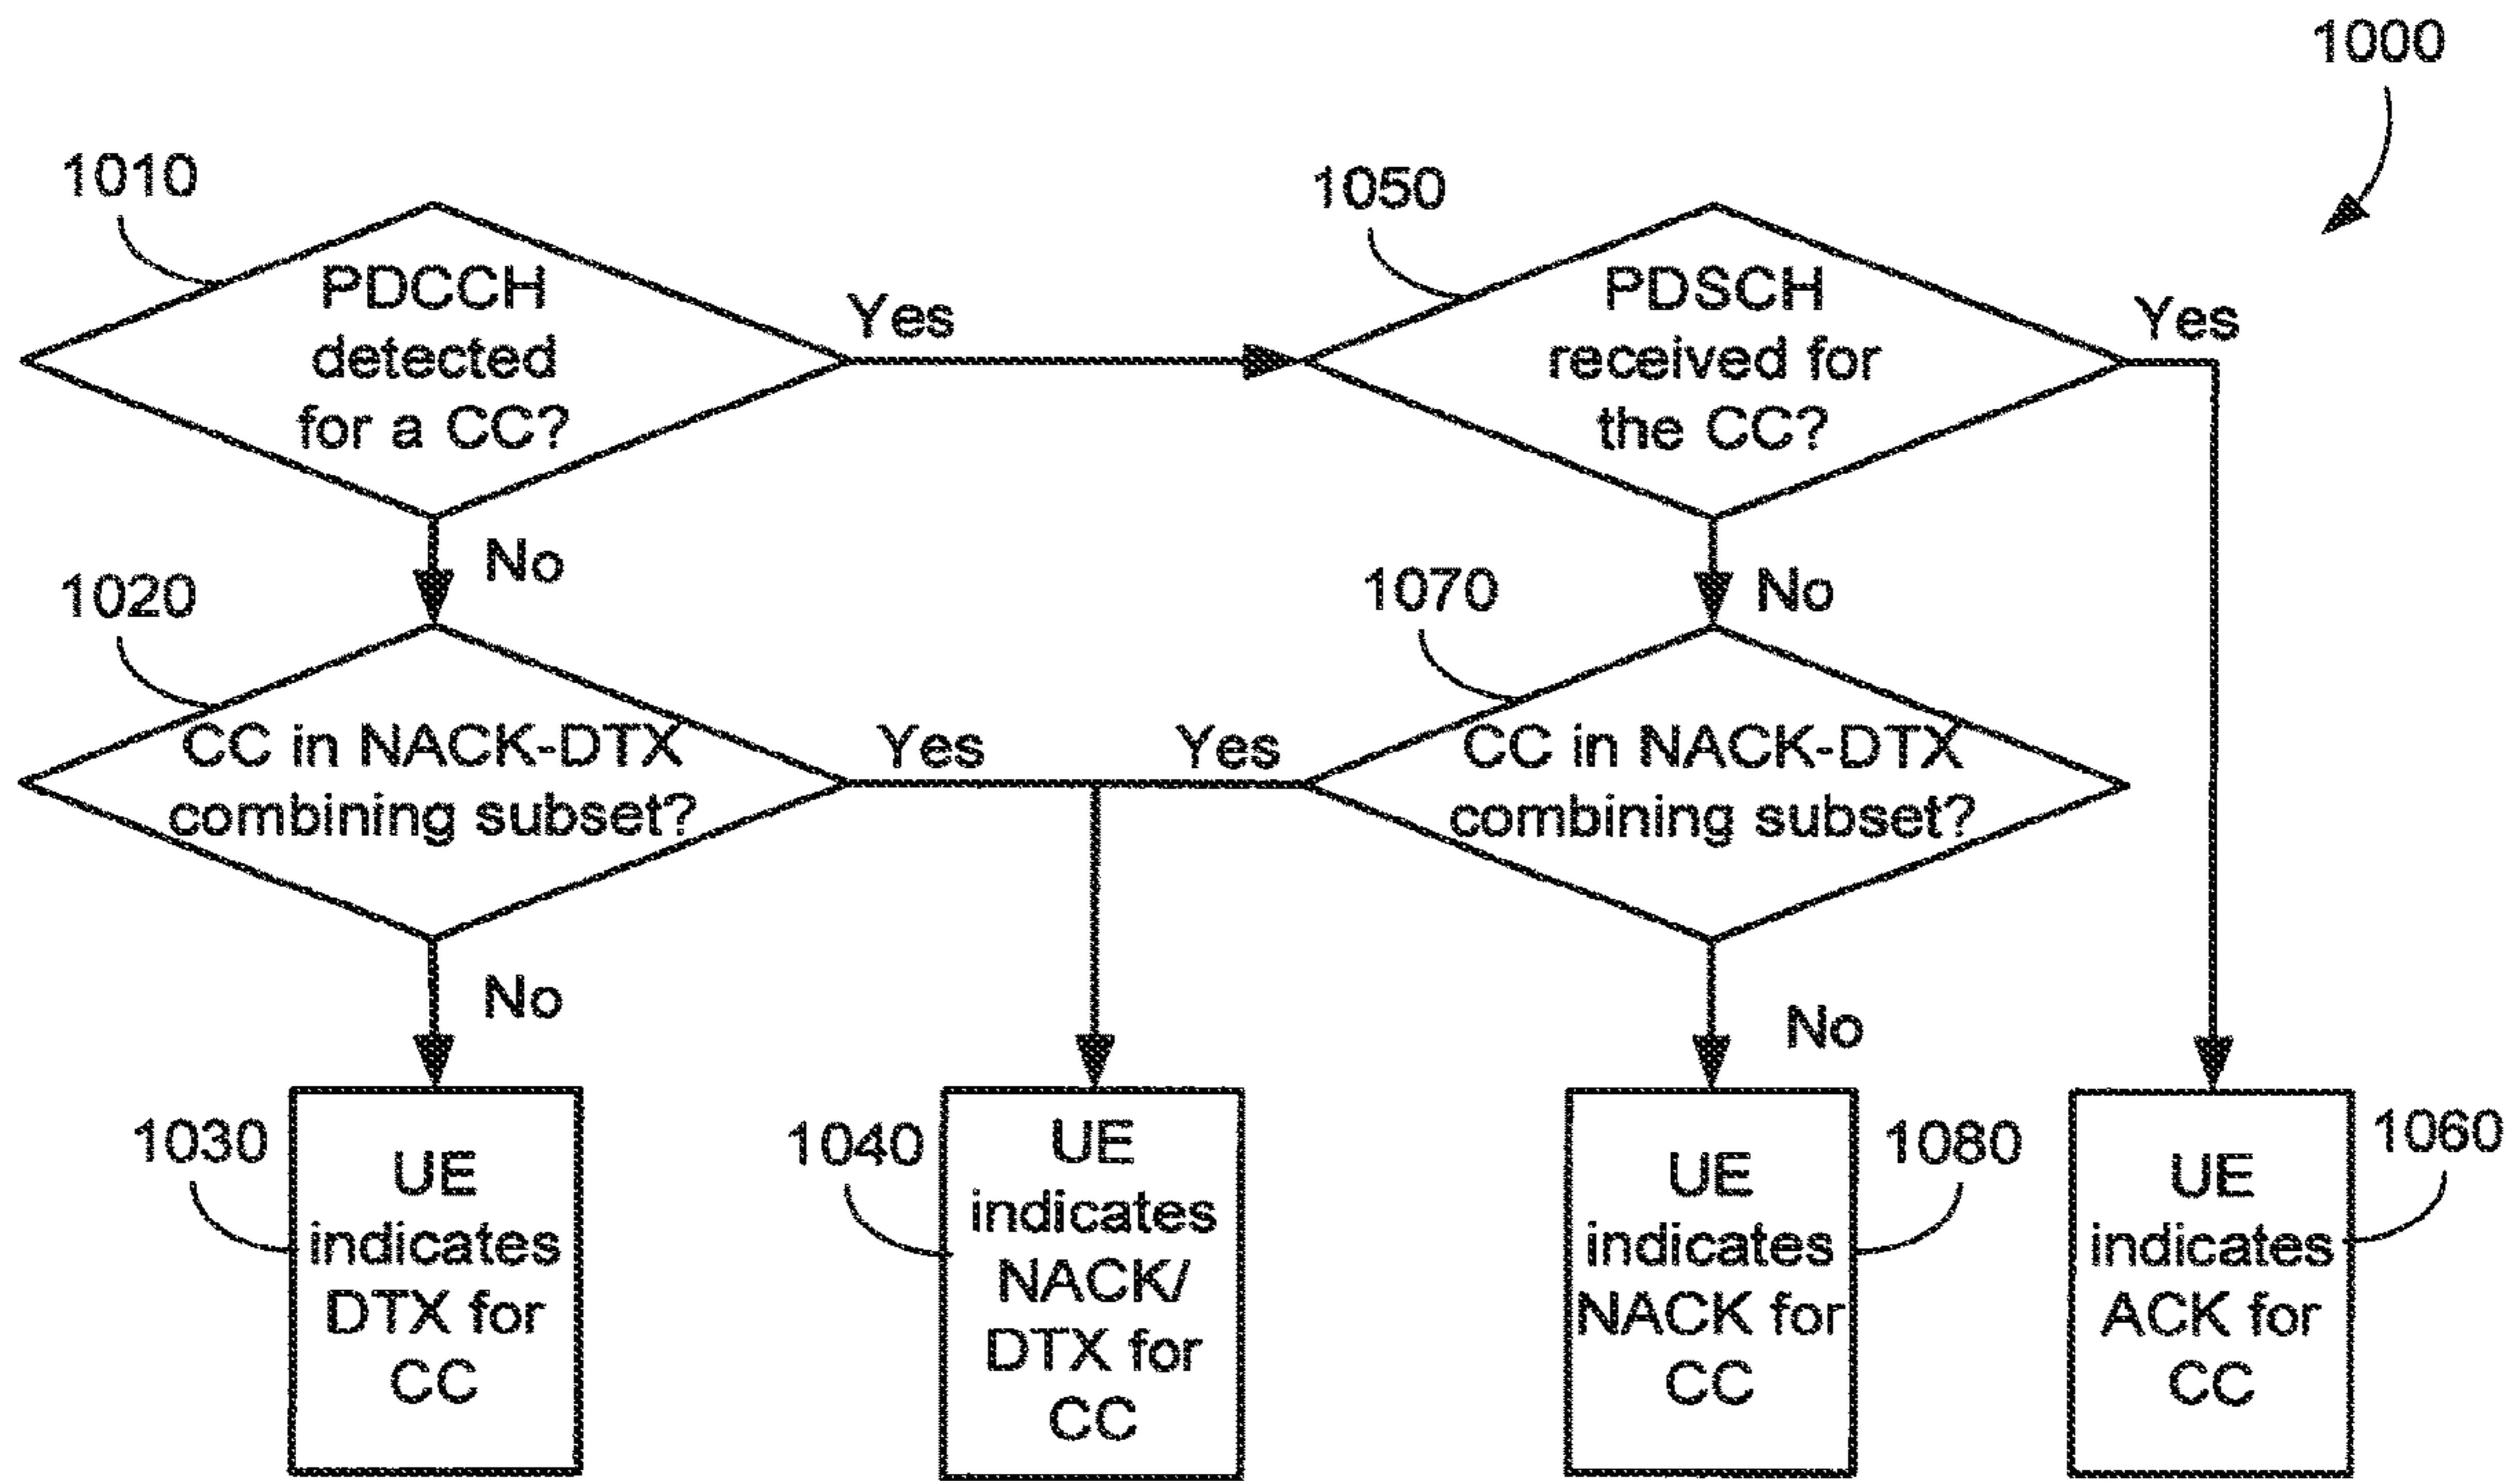 1000
1010
PDCCH
detected
for a CC?
Yes
1050
PDSCH
received for
the CC?
Yes
No
No
1020
CC in NACK-DTX
combining subset?
Yes
Yes
1070
CC in NACK-DTX
combining subset?
No
No
1030
UE
indicates
DTX for
CC
1040
UE
indicates
NACK/
DTX for
CC
1080
UE
indicates
NACK for
CC
1060
UE
indicates
ACK for
CC